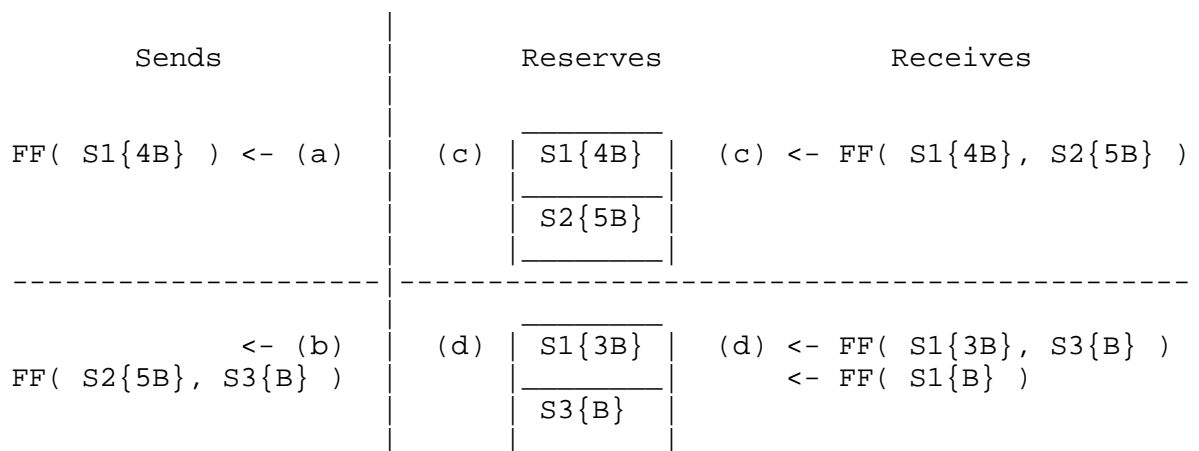 Sends | Reserves Receives
FF( S1{4B} ) <- (a) | (c) | S1{4B} | (c) <- FF( S1{4B}, S2{5B} )
| S2{5B} |
<- (b) | (d) | S1{3B} | (d) <- FF( S1{3B}, S3{B} )
FF( S2{5B}, S3{B} ) | <- FF( S1{B} )
| S3{B} |